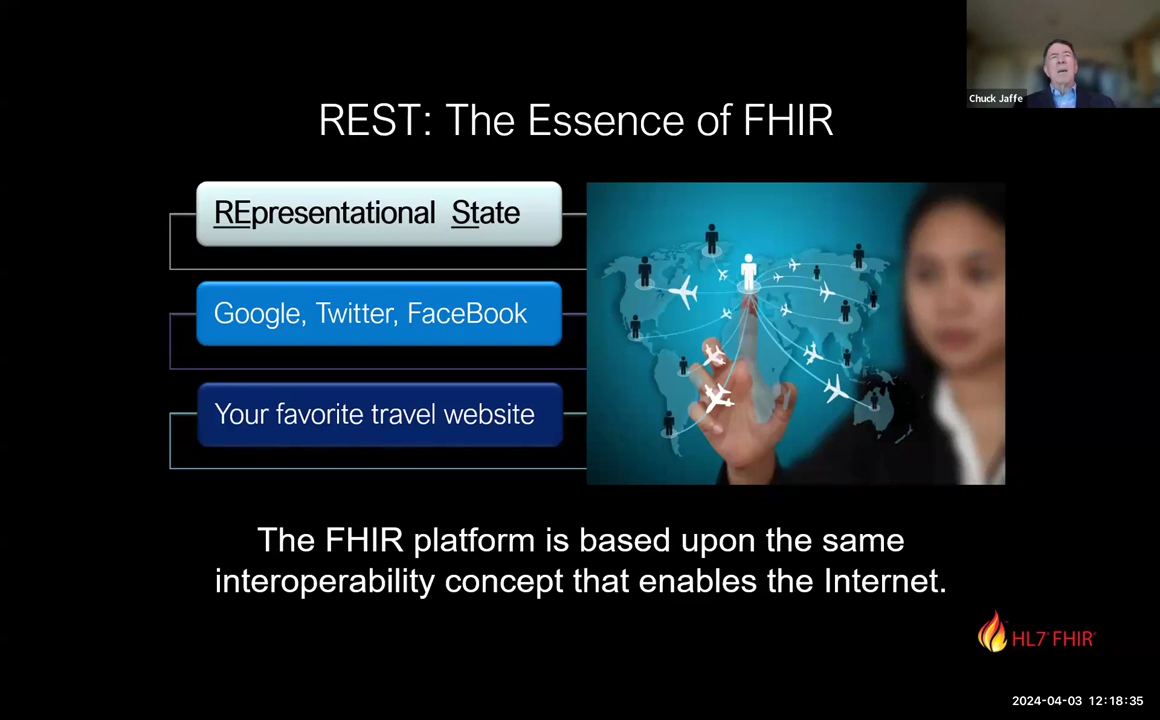 Chuck Jaffe
REST: The Essence of FHIR
REpresentational State
Google, Twitter, FaceBook
Your favorite travel website
The FHIR platform is based upon the same
interoperability concept that enables the Internet.
HL7® FHIR®
2024-04-03 12:18:35